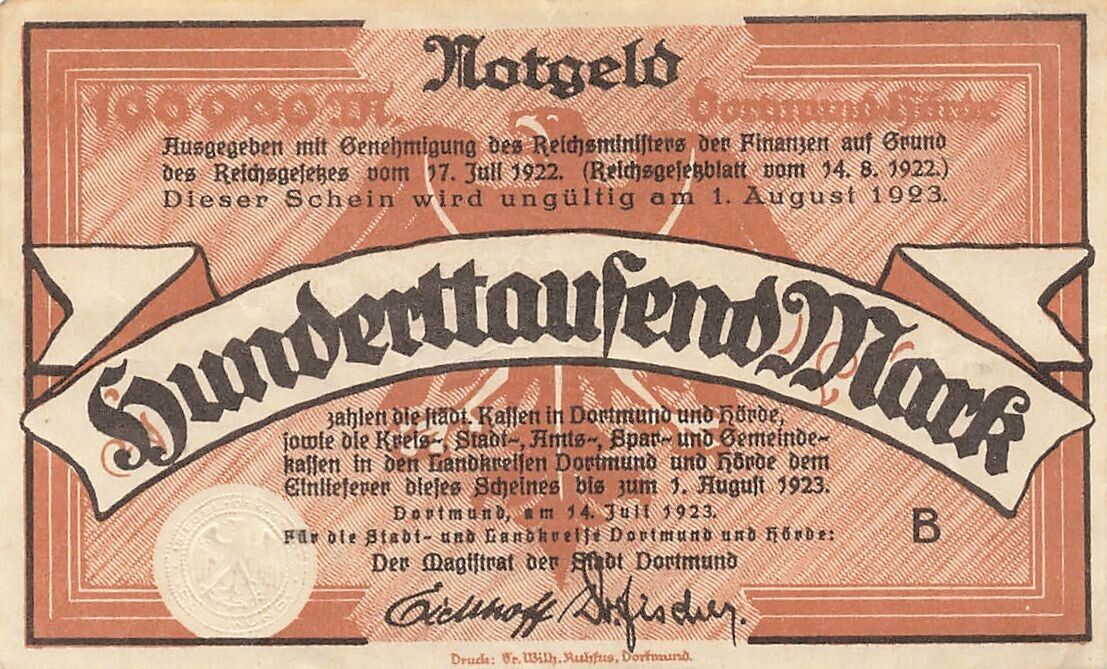 Notgeld
100000 M. Dortmund-Hörde
Ausgegeben mit Genehmigung des Reichsministers der Finanzen auf Grund
des Reichsgesetzes vom 17. Juli 1922. (Reichsgesetzblatt vom 14. 8. 1922.)
Dieser Schein wird ungültig am 1. August 1923.
Hunderttausend Mark
zahlen die städt. Kassen in Dortmund und Hörde,
sowie die Kreis-, Stadt-, Amts-, Spar- und Gemeinde-
kassen in den Landkreisen Dortmund und Hörde dem
Einlieferer dieses Scheines bis zum 1. August 1923.
Dortmund, am 14. Juli 1923.
Für die Stadt- und Landkreise Dortmund und Hörde:
B
Der Magistrat der Stadt Dortmund
Eichhoff Dr. Fischer.
Druck: Fr. Wilh. Ruhfus, Dortmund.